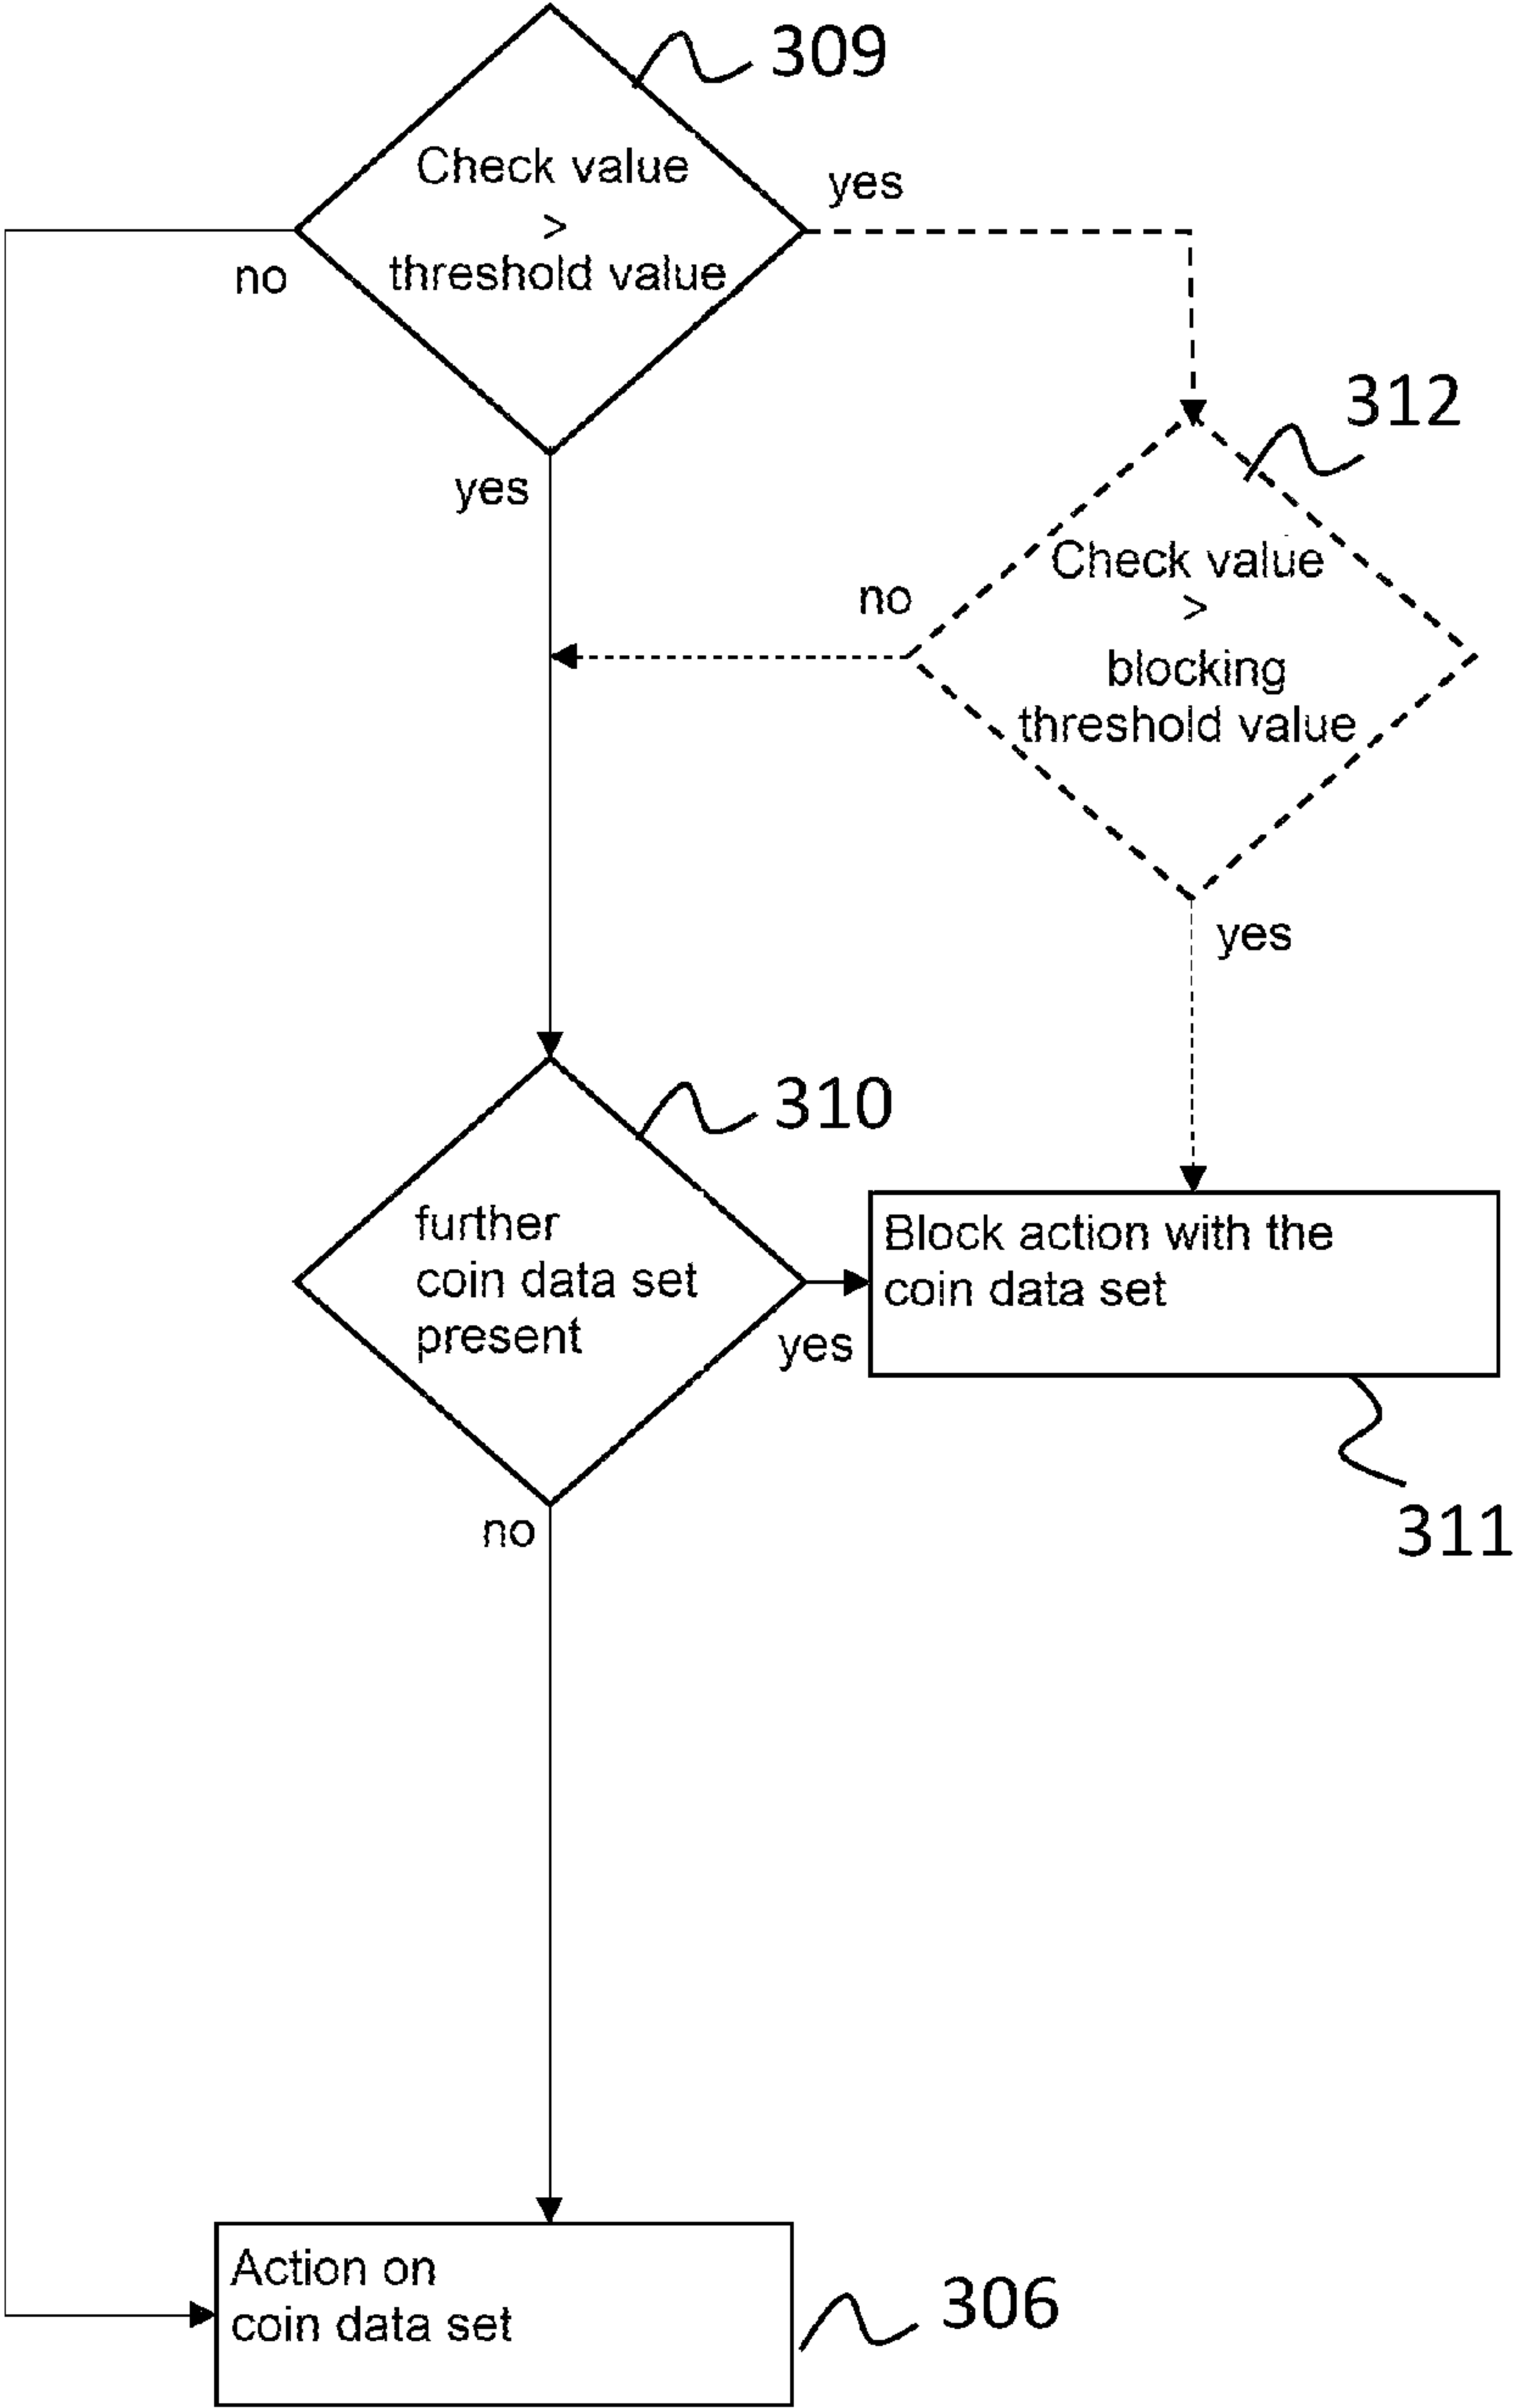 309
Check value
>
threshold value
yes
no
yes
312
Check value
>
blocking
threshold value
no
yes
310
further
coin data set
present
yes
Block action with the
coin data set
311
no
Action on
coin data set
306